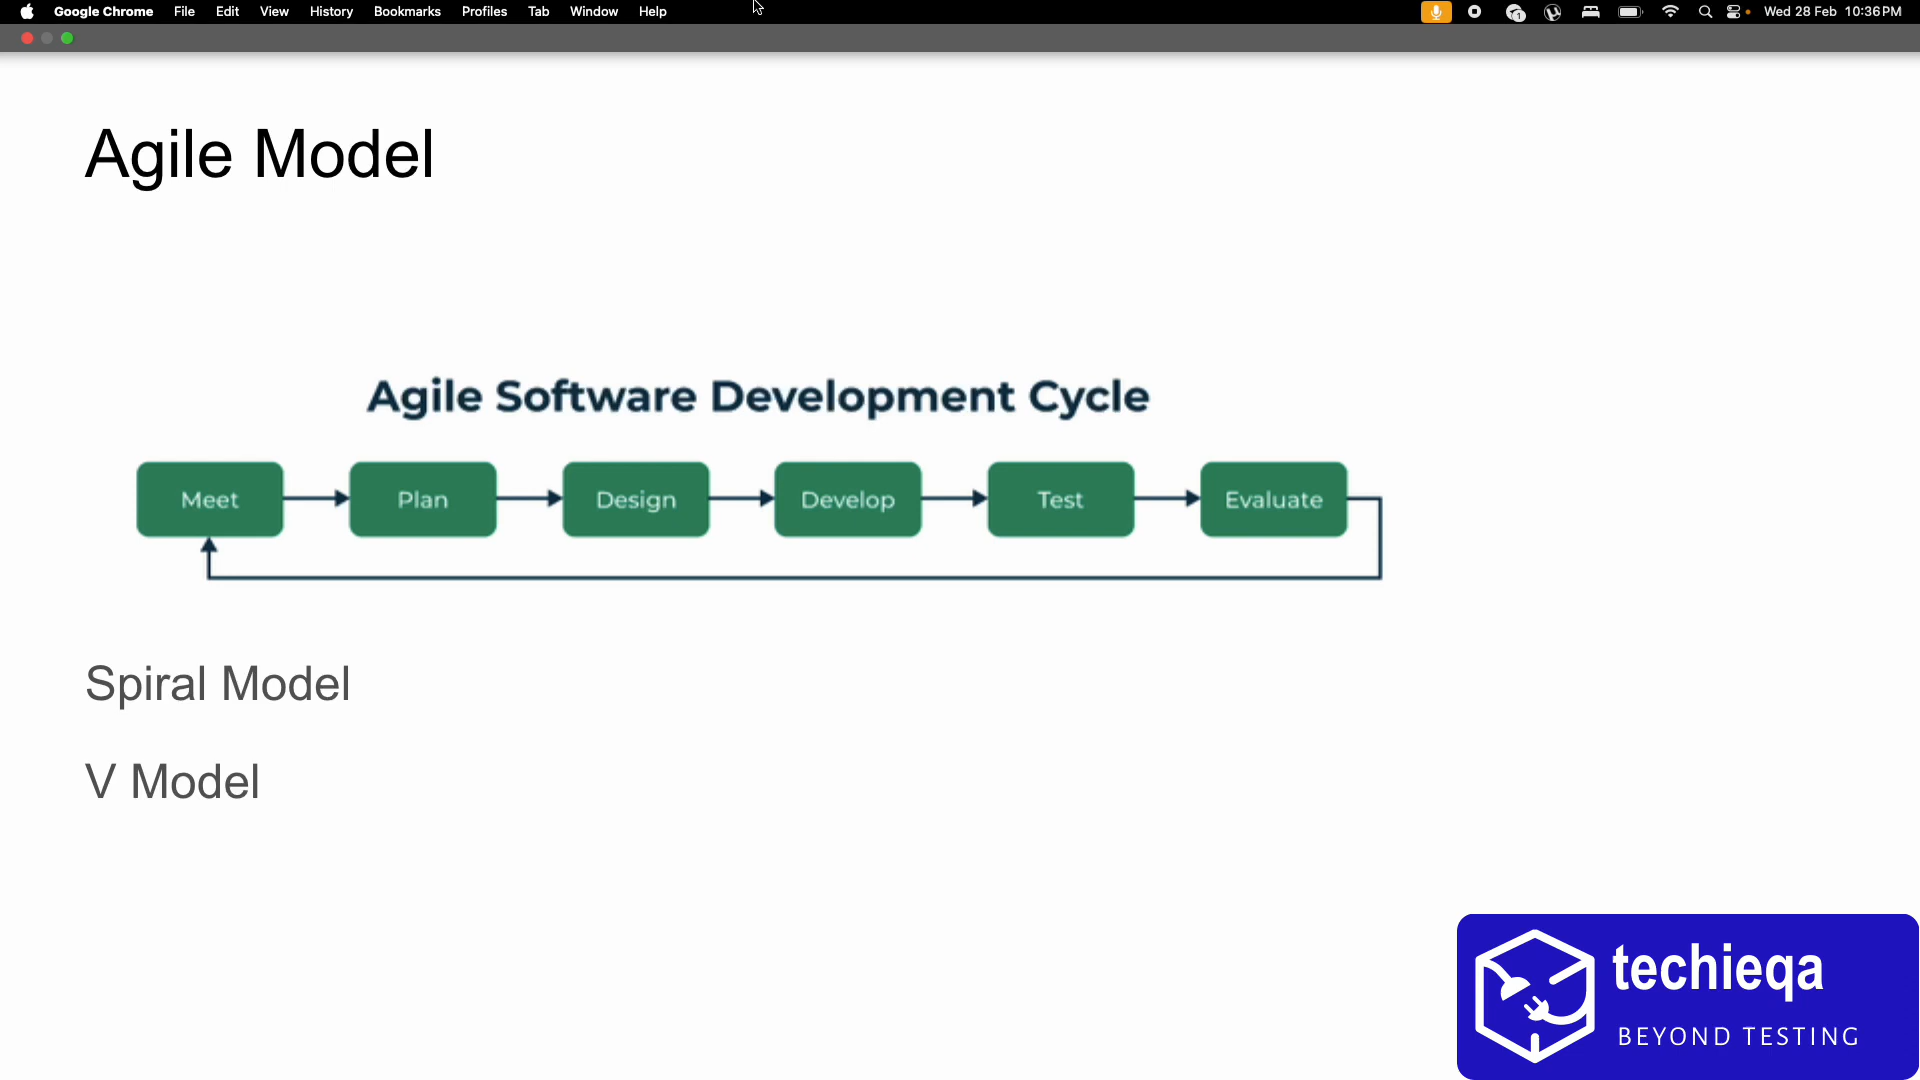 Google Chrome File Edit View History Bookmarks Profiles Tab Window Help 1 Wed 28 Feb 10:36 PM
Agile Model
Agile Software Development Cycle
Meet Plan Design Develop Test Evaluate
Spiral Model
V Model
techieqa
BEYOND TESTING